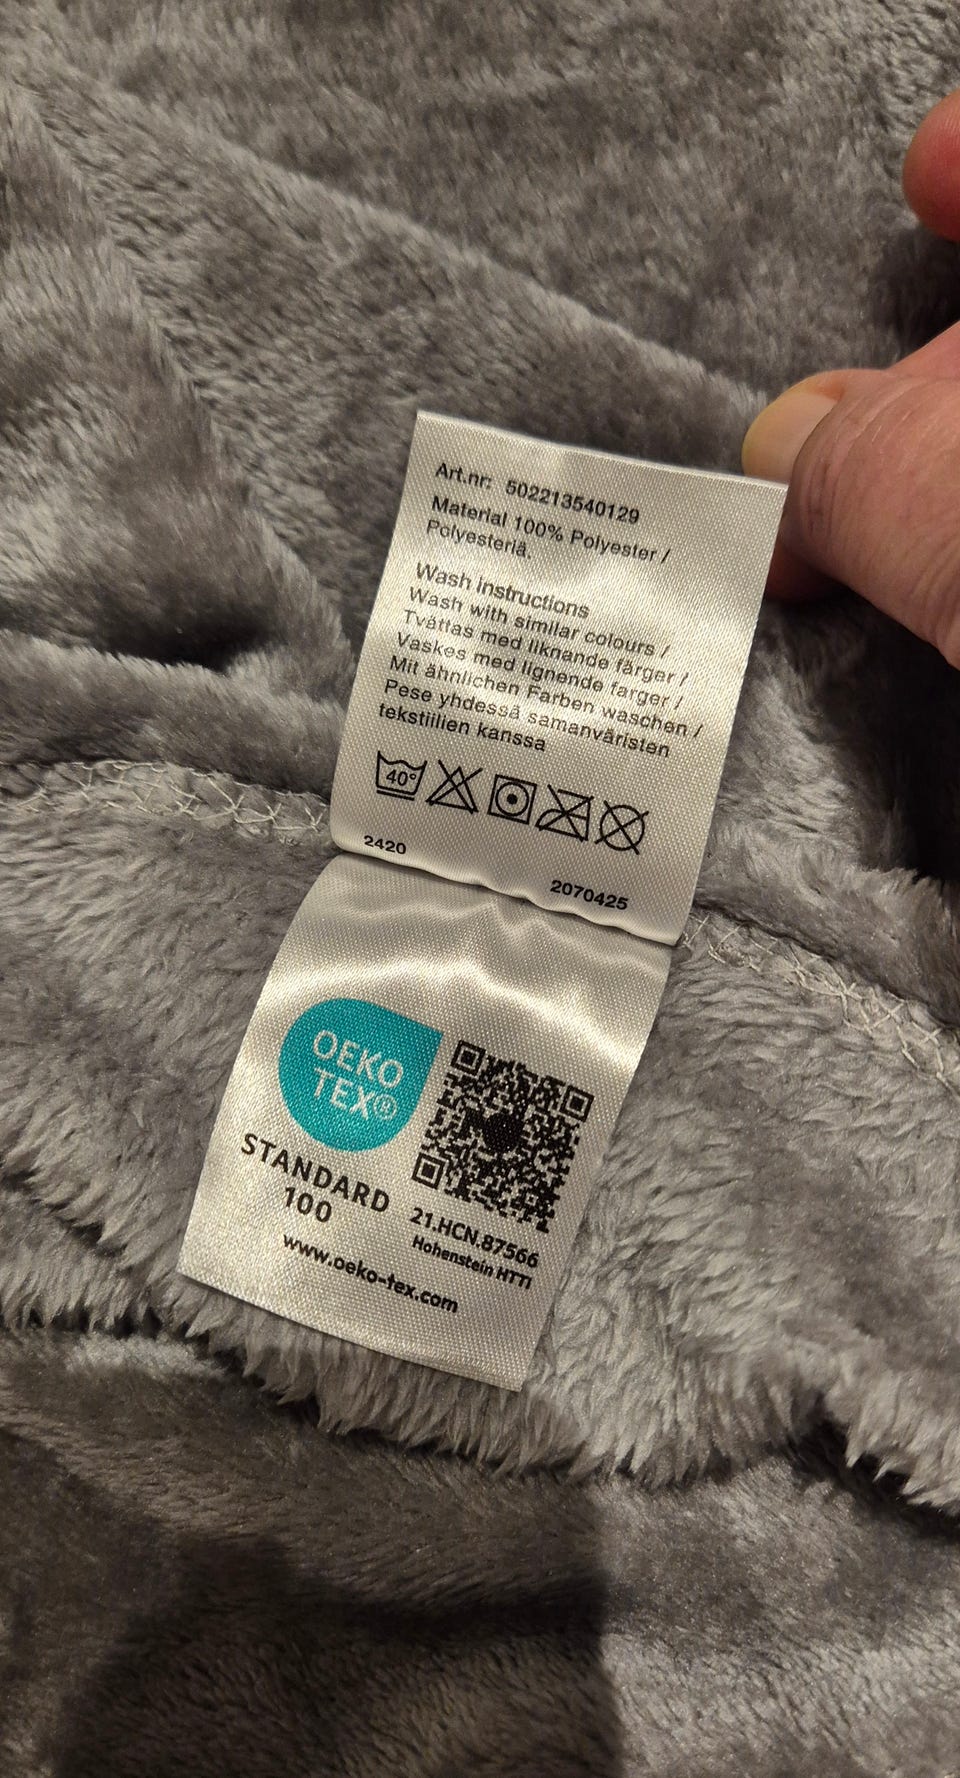 Art.nr: 502213540129
Material 100% Polyester /
Polyesteriä.
Wash instructions
Wash with similar colours /
Tvättas med liknande färger /
Vaskes med lignende farger /
Mit ähnlichen Farben waschen /
Pese yhdessä samanväristen
tekstiilien kanssa
40°
2420
2070425
OEKO
TEX®
STANDARD
100
21.HCN.87566
Hohenstein HTTI
www.oeko-tex.com